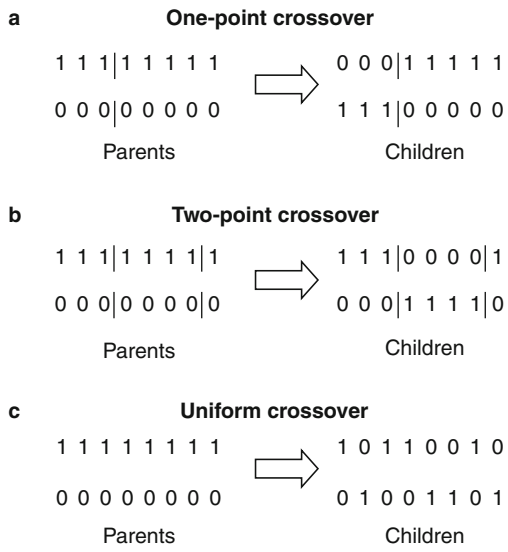 a One-point crossover
1 1 1|1 1 1 1 1 0 0 0|1 1 1 1 1
0 0 0|0 0 0 0 0 1 1 1|0 0 0 0 0
Parents Children
b Two-point crossover
1 1 1|1 1 1 1|1 1 1 1|0 0 0 0|1
0 0 0|0 0 0 0|0 0 0 0|1 1 1 1|0
Parents Children
c Uniform crossover
1 1 1 1 1 1 1 1 1 0 1 1 0 0 1 0
0 0 0 0 0 0 0 0 0 1 0 0 1 1 0 1
Parents Children